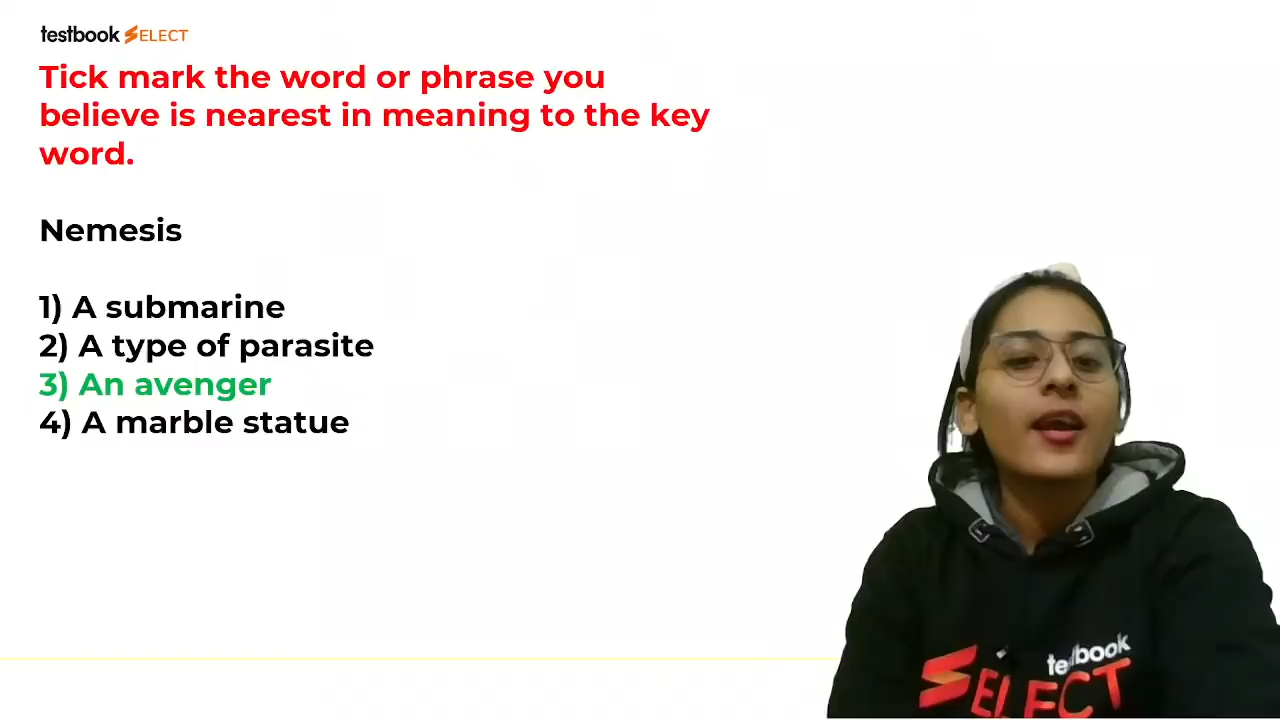 testbook SELECT
Tick mark the word or phrase you
believe is nearest in meaning to the key
word.
Nemesis
1) A submarine
2) A type of parasite
3) An avenger
4) A marble statue
testbook
SELECT